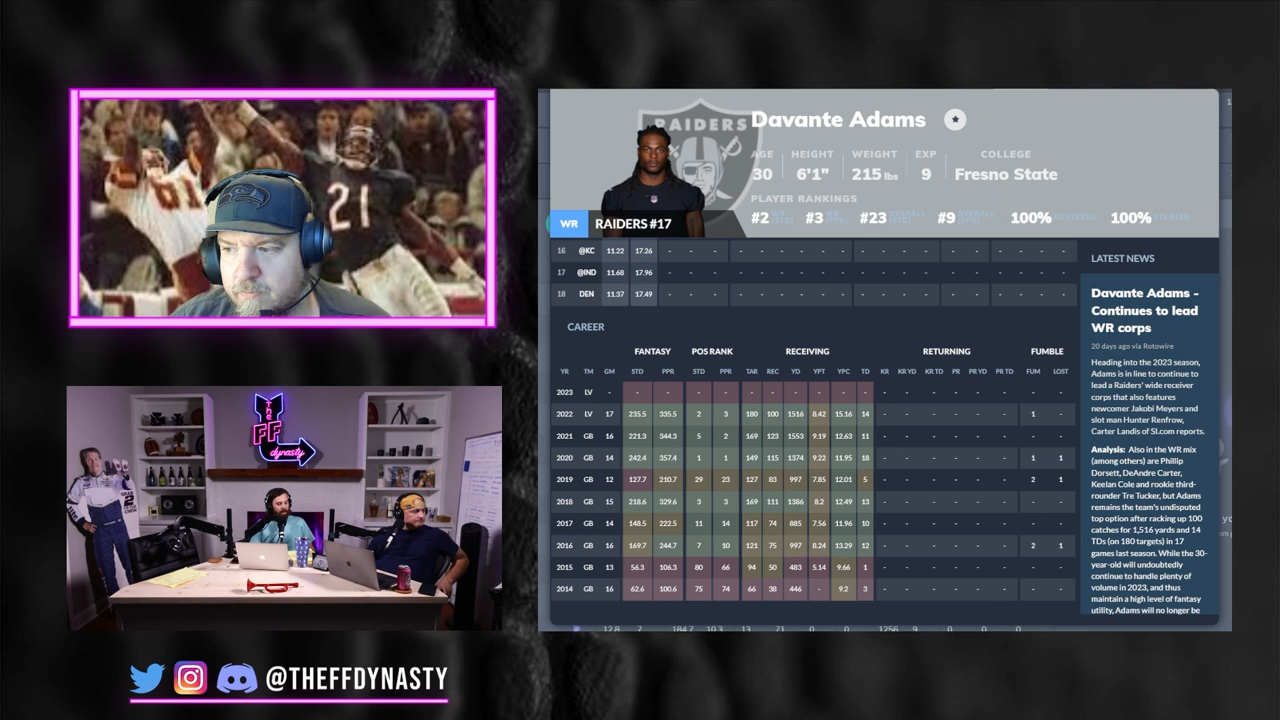 21
the
FF
dynasty
@THEFFDYNASTY
RAIDERS
Davante Adams
AGE HEIGHT WEIGHT EXP COLLEGE
30 6'1" 215 lbs 9 Fresno State
PLAYER RANKINGS
#2 WR (STD) #3 WR (PPR) #23 OVERALL (STD) #9 OVERALL (PPR) 100% ROSTERED 100% STARTED
WR RAIDERS #17
16 @KC 11.22 17.26 - - - - - - - - - - - - - - -
17 @IND 11.68 17.96 - - - - - - - - - - - - - - -
18 DEN 11.37 17.49 - - - - - - - - - - - - - - -
CAREER
FANTASY POS RANK RECEIVING RETURNING FUMBLE
YR TM GM STD PPR STD PPR TAR REC YD YPT YPC TD KR KR YD KR TD PR PR YD PR TD FUM LOST
2023 LV - - - - - - - - - - - - - - - - - - -
2022 LV 17 235.5 335.5 2 3 180 100 1516 8.42 15.16 14 - - - - - - 1 -
2021 GB 16 221.3 344.3 5 2 169 123 1553 9.19 12.63 11 - - - - - - - -
2020 GB 14 242.4 357.4 1 1 149 115 1374 9.22 11.95 18 - - - - - - 1 1
2019 GB 12 127.7 210.7 29 23 127 83 997 7.85 12.01 5 - - - - - - 2 1
2018 GB 15 218.6 329.6 3 3 169 111 1386 8.2 12.49 13 - - - - - - - -
2017 GB 14 148.5 222.5 11 14 117 74 885 7.56 11.96 10 - - - - - - - -
2016 GB 16 169.7 244.7 7 10 121 75 997 8.24 13.29 12 - - - - - - 2 1
2015 GB 13 56.3 106.3 80 66 94 50 483 5.14 9.66 1 - - - - - - - -
2014 GB 16 62.6 100.6 75 74 66 38 446 - 9.2 3 - - - - - - - -
LATEST NEWS
Davante Adams -
Continues to lead
WR corps
20 days ago via Rotowire
Heading into the 2023 season,
Adams is in line to continue to
lead a Raiders' wide receiver
corps that also features
newcomer Jakobi Meyers and
slot man Hunter Renfrow,
Carter Landis of SI.com reports.
Analysis: Also in the WR mix
(among others) are Phillip
Dorsett, DeAndre Carter,
Keelan Cole and rookie third-
rounder Tre Tucker, but Adams
remains the team's undisputed
top option after racking up 100
catches for 1,516 yards and 14
TDs (on 180 targets) in 17
games last season. While the 30-
year-old will undoubtedly
continue to handle plenty of
volume in 2023, and thus
maintain a high level of fantasy
utility, Adams will no longer be